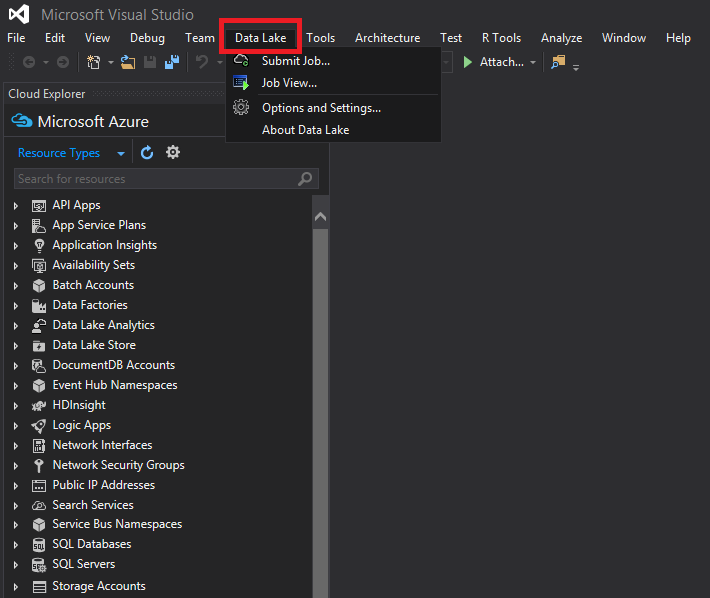 Microsoft Visual Studio
File Edit View Debug Team Data Lake Tools Architecture Test R Tools Analyze Window Help
Submit Job...
Attach...
Job View...
Cloud Explorer
Options and Settings...
Microsoft Azure
About Data Lake
Resource Types
Search for resources
API Apps
App Service Plans
Application Insights
Availability Sets
Batch Accounts
Data Factories
Data Lake Analytics
Data Lake Store
DocumentDB Accounts
Event Hub Namespaces
HDInsight
Logic Apps
Network Interfaces
Network Security Groups
Public IP Addresses
Search Services
Service Bus Namespaces
SQL Databases
SQL Servers
Storage Accounts